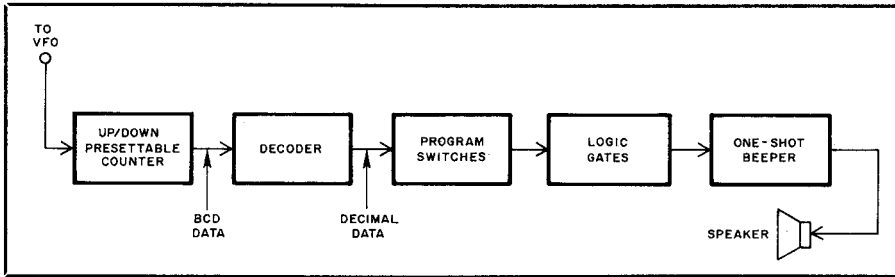 TO
VFO
UP/DOWN
PRESETTABLE
COUNTER
DECODER
PROGRAM
SWITCHES
LOGIC
GATES
ONE-SHOT
BEEPER
BCD
DATA
DECIMAL
DATA
SPEAKER